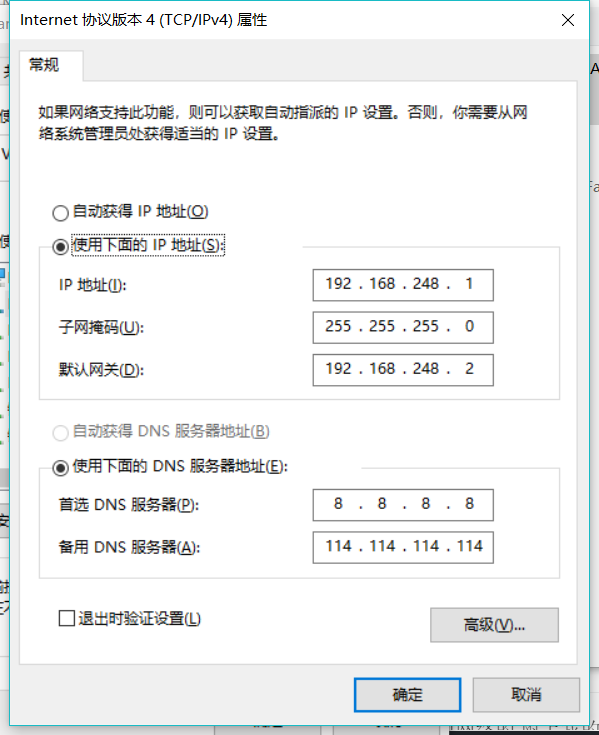 Internet 协议版本 4 (TCP/IPv4) 属性
常规
如果网络支持此功能，则可以获取自动指派的 IP 设置。否则，你需要从网
络系统管理员处获得适当的 IP 设置。
自动获得 IP 地址(O)
使用下面的 IP 地址(S):
IP 地址(I): 192 . 168 . 248 . 1
子网掩码(U): 255 . 255 . 255 . 0
默认网关(D): 192 . 168 . 248 . 2
自动获得 DNS 服务器地址(B)
使用下面的 DNS 服务器地址(E):
首选 DNS 服务器(P): 8 . 8 . 8 . 8
备用 DNS 服务器(A): 114 . 114 . 114 . 114
退出时验证设置(L)
高级(V)...
确定 取消